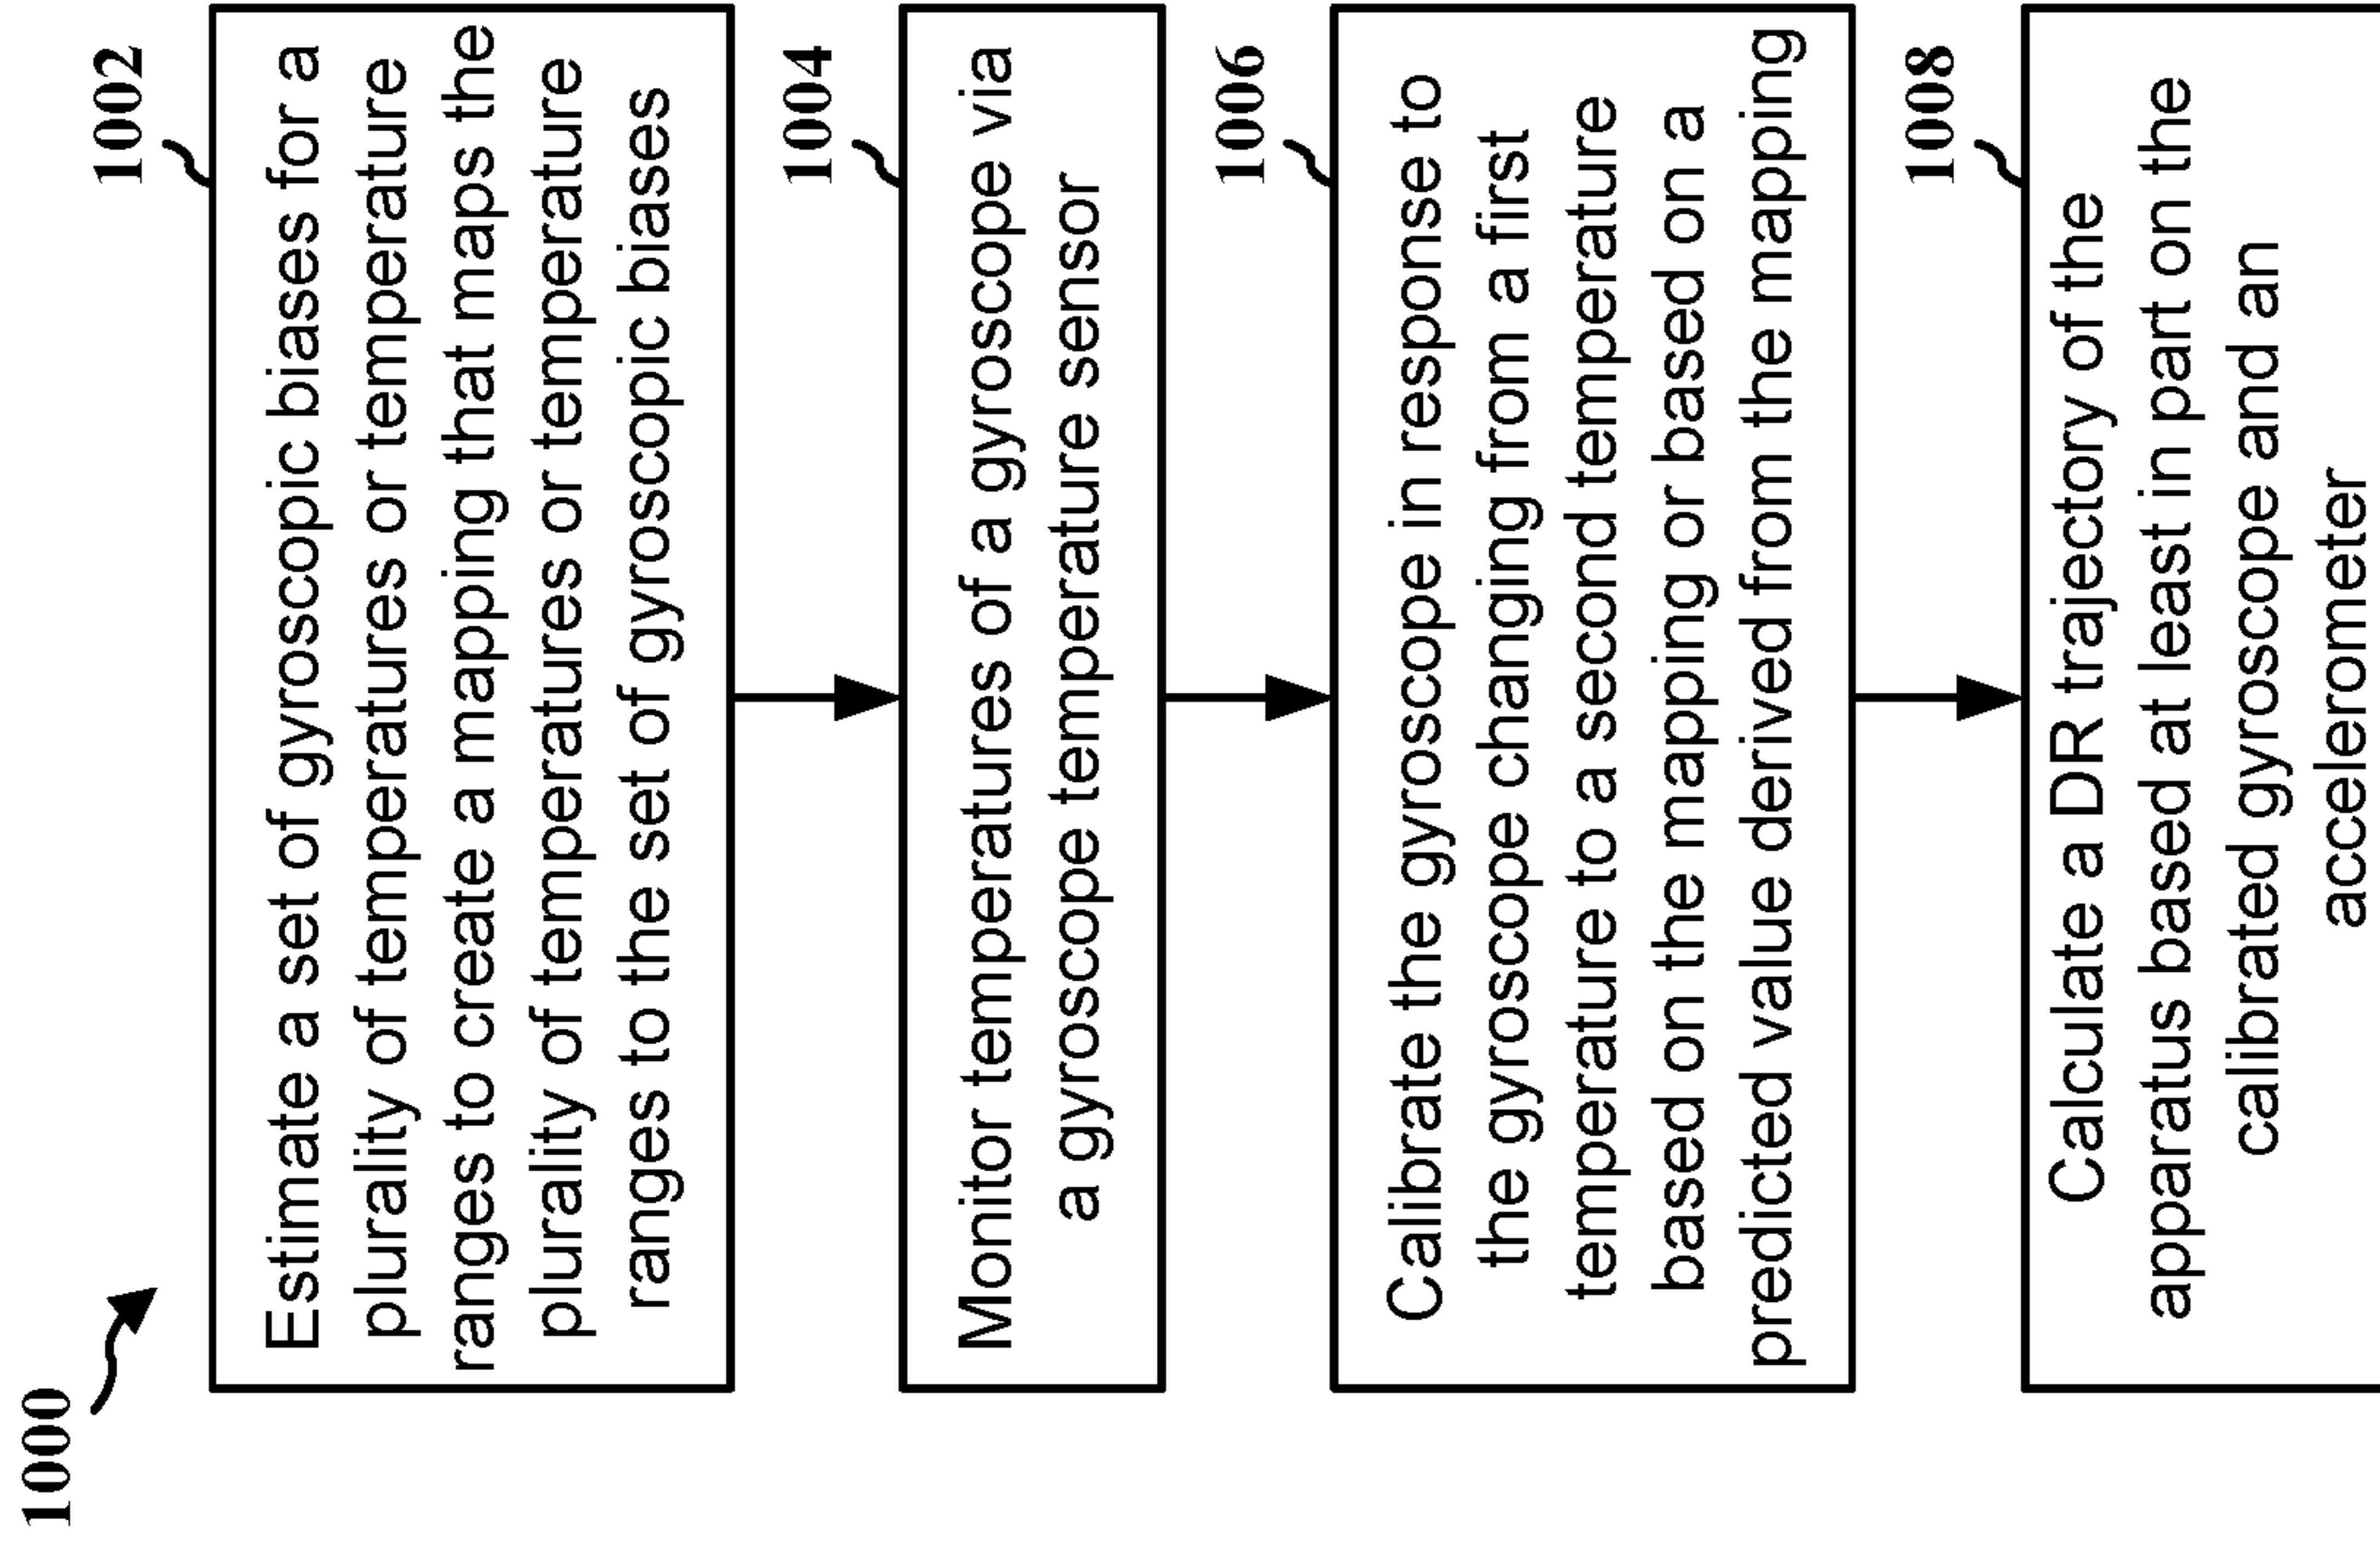 1000
1002
Estimate a set of gyroscopic biases for a
plurality of temperatures or temperature
ranges to create a mapping that maps the
plurality of temperatures or temperature
ranges to the set of gyroscopic biases
1004
Monitor temperatures of a gyroscope via
a gyroscope temperature sensor
1006
Calibrate the gyroscope in response to
the gyroscope changing from a first
temperature to a second temperature
based on the mapping or based on a
predicted value derived from the mapping
1008
Calculate a DR trajectory of the
apparatus based at least in part on the
calibrated gyroscope and an
accelerometer